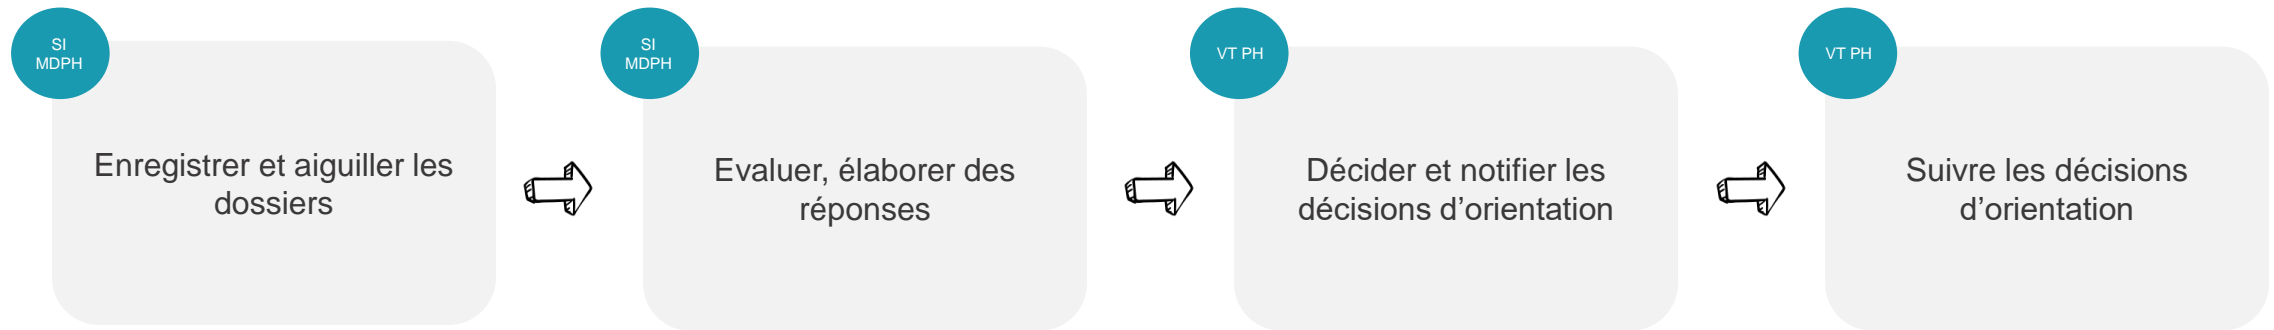 SI
MDPH
Enregistrer et aiguiller les
dossiers
SI
MDPH
Evaluer, élaborer des
réponses
VT PH
Décider et notifier les
décisions d’orientation
VT PH
Suivre les décisions
d’orientation